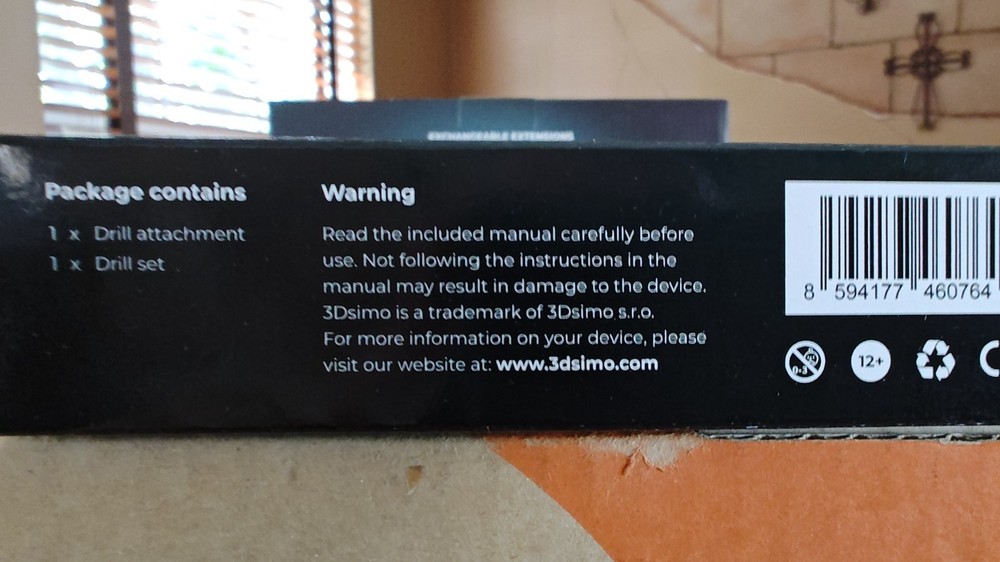 EXCHANGEABLE EXTENSIONS
Package contains
1 x Drill attachment
1 x Drill set
Warning
Read the included manual carefully before
use. Not following the instructions in the
manual may result in damage to the device.
3Dsimo is a trademark of 3Dsimo s.r.o.
For more information on your device, please
visit our website at: www.3dsimo.com
8 594177 460764
0-3
12+